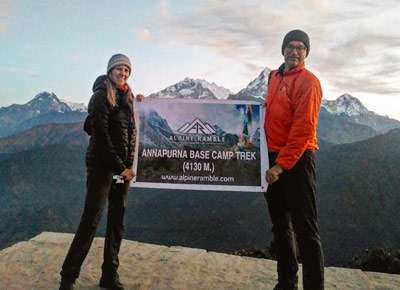 ALPINE RAMBLE
ANNAPURNA BASE CAMP TREK
(4130 M.)
www.alpineramble.com